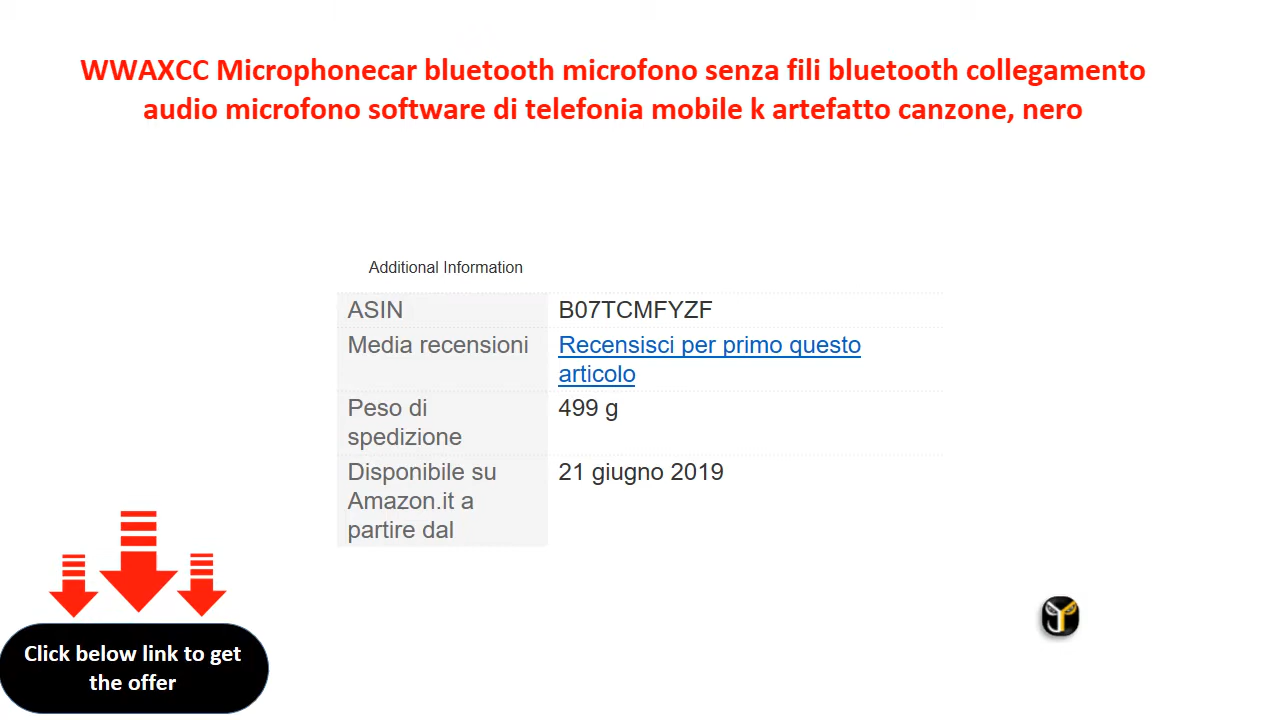 WWAXCC Microphonecar bluetooth microfono senza fili bluetooth collegamento
audio microfono software di telefonia mobile k artefatto canzone, nero
Additional Information
ASIN B07TCMFYZF
Media recensioni Recensisci per primo questo
articolo
Peso di 499 g
spedizione
Disponibile su 21 giugno 2019
Amazon.it a
partire dal
Click below link to get
the offer